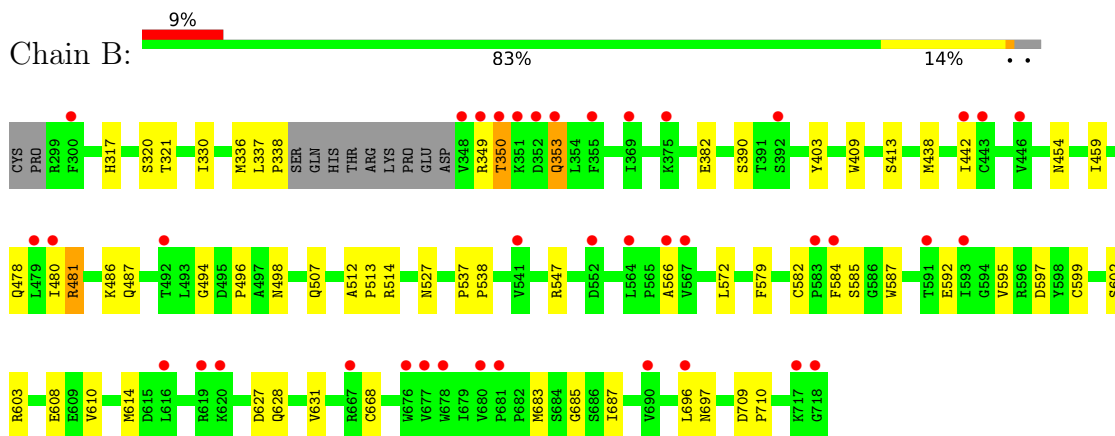 9%
Chain B:
83%
14%
CYS PRO R299 F300 H317 S320 T321 I330 M336 L337 P338 SER GLN HIS THR ARG LYS PRO GLU ASP V348 R349 T350 K351 D352 Q353 L354 F355 I369 K375 E382 S390 T391 S392 Y403 W409 S413 M438 I442 C443 V446 N454 I459
Q478 L479 I480 R481 K486 Q487 T492 L493 G494 D495 P496 A497 N498 Q507 A512 P513 R514 N527 P537 P538 V541 R547 D552 L564 P565 A566 V567 L572 F579 C582 P583 F584 S585 G586 W587 T591 E592 I593 G594 V595 R596 D597 Y598 C599 S602
R603 E608 E609 V610 M614 D615 L616 R619 K620 D627 Q628 V631 R667 C668 W676 V677 W678 I679 V680 P681 P682 M683 S684 G685 S686 I687 V690 L696 N697 D709 P710 K717 G718